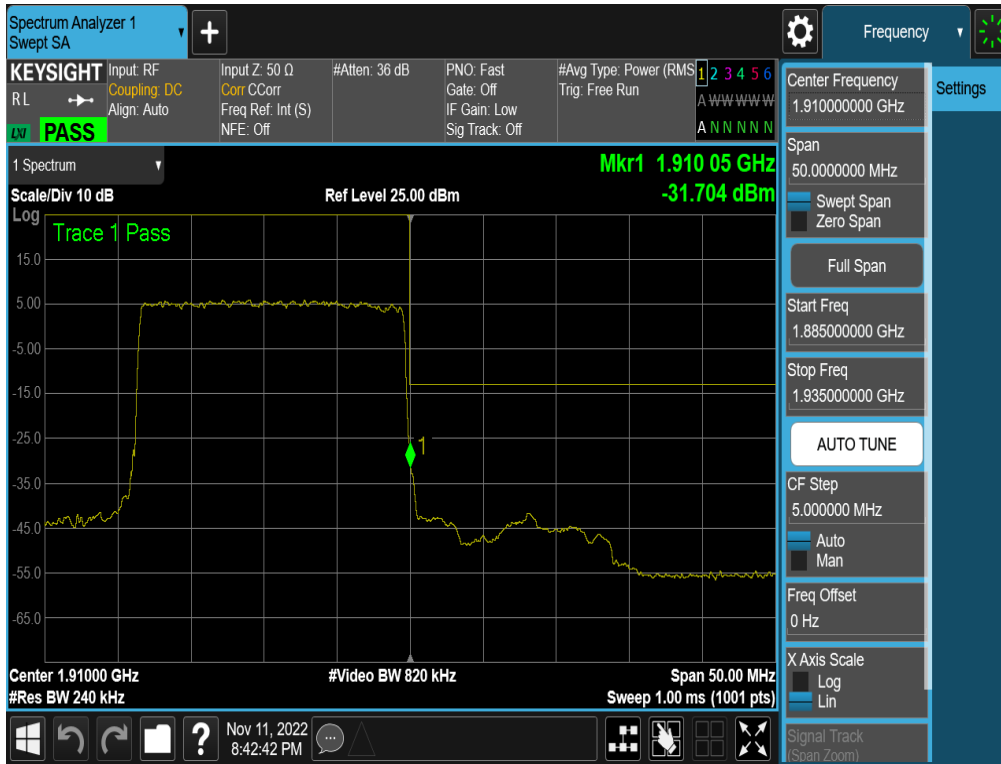 Spectrum Analyzer 1
Swept SA
+
Frequency
KEYSIGHT
R L
LXI PASS
Input: RF
Coupling: DC
Align: Auto
Input Z: 50 Ω
Corr CCorr
Freq Ref: Int (S)
NFE: Off
#Atten: 36 dB
PNO: Fast
Gate: Off
IF Gain: Low
Sig Track: Off
#Avg Type: Power (RMS
Trig: Free Run
1 2 3 4 5 6
A W W W W W
A N N N N N
1 Spectrum
Scale/Div 10 dB
Log
Ref Level 25.00 dBm
Mkr1 1.910 05 GHz
-31.704 dBm
Trace 1 Pass
15.0
5.00
-5.00
-15.0
-25.0
-35.0
-45.0
-55.0
-65.0
1
Center 1.91000 GHz
#Res BW 240 kHz
#Video BW 820 kHz
Span 50.00 MHz
Sweep 1.00 ms (1001 pts)
Center Frequency
1.910000000 GHz
Settings
Span
50.0000000 MHz
Swept Span
Zero Span
Full Span
Start Freq
1.885000000 GHz
Stop Freq
1.935000000 GHz
AUTO TUNE
CF Step
5.000000 MHz
Auto
Man
Freq Offset
0 Hz
X Axis Scale
Log
Lin
Signal Track
(Span Zoom)
?
Nov 11, 2022
8:42:42 PM